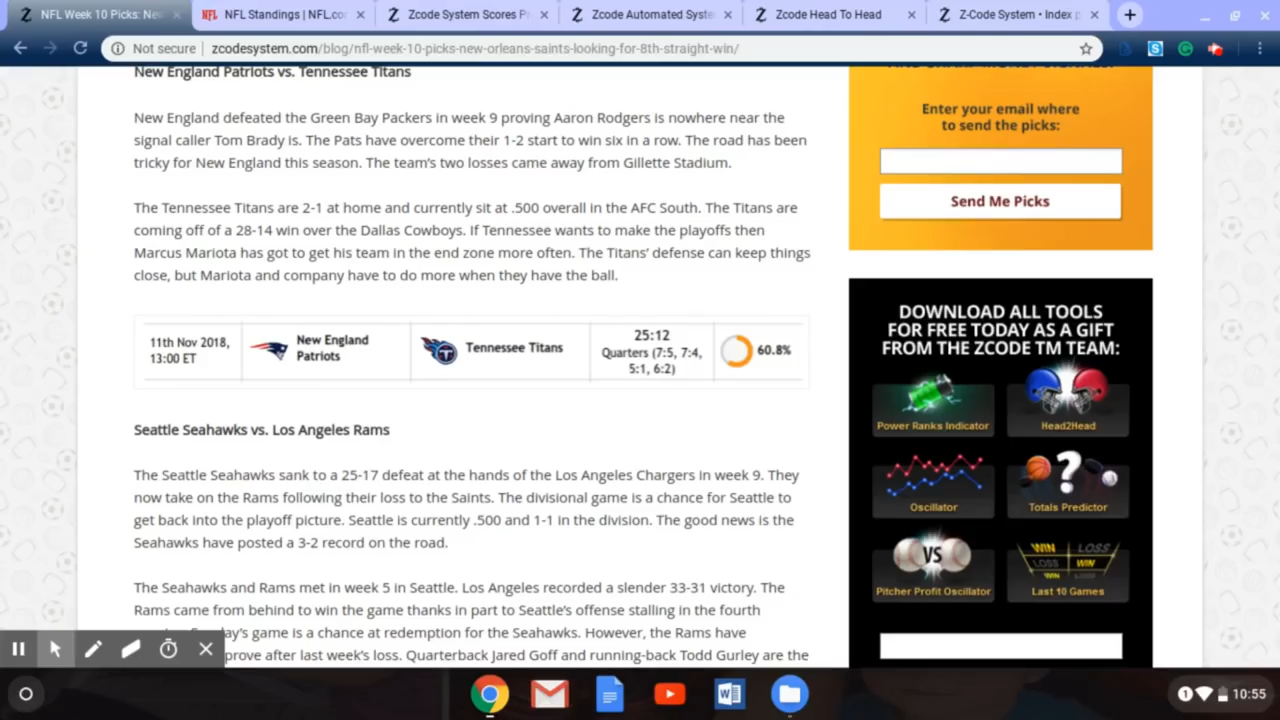 NFL Week 10 Picks: Ne
NFL Standings | NFL.co
Zcode System Scores P
Zcode Automated Syst
Zcode Head To Head
Z-Code System • Index p
Not secure | zcodesystem.com/blog/nfl-week-10-picks-new-orleans-saints-looking-for-8th-straight-win/
New England Patriots vs. Tennessee Titans
New England defeated the Green Bay Packers in week 9 proving Aaron Rodgers is nowhere near the
signal caller Tom Brady is. The Pats have overcome their 1-2 start to win six in a row. The road has been
tricky for New England this season. The team's two losses came away from Gillette Stadium.
The Tennessee Titans are 2-1 at home and currently sit at .500 overall in the AFC South. The Titans are
coming off of a 28-14 win over the Dallas Cowboys. If Tennessee wants to make the playoffs then
Marcus Mariota has got to get his team in the end zone more often. The Titans' defense can keep things
close, but Mariota and company have to do more when they have the ball.
11th Nov 2018,
13:00 ET
New England
Patriots
Tennessee Titans
25:12
Quarters (7:5, 7:4,
5:1, 6:2)
60.8%
Seattle Seahawks vs. Los Angeles Rams
The Seattle Seahawks sank to a 25-17 defeat at the hands of the Los Angeles Chargers in week 9. They
now take on the Rams following their loss to the Saints. The divisional game is a chance for Seattle to
get back into the playoff picture. Seattle is currently .500 and 1-1 in the division. The good news is the
Seahawks have posted a 3-2 record on the road.
The Seahawks and Rams met in week 5 in Seattle. Los Angeles recorded a slender 33-31 victory. The
Rams came from behind to win the game thanks in part to Seattle's offense stalling in the fourth
y's game is a chance at redemption for the Seahawks. However, the Rams have
prove after last week's loss. Quarterback Jared Goff and running-back Todd Gurley are the
Enter your email where
to send the picks:
Send Me Picks
DOWNLOAD ALL TOOLS
FOR FREE TODAY AS A GIFT
FROM THE ZCODE TM TEAM:
Power Ranks Indicator
Head2Head
Oscillator
Totals Predictor
VS
Pitcher Profit Oscillator
WIN LOSS
LOSS WIN
WIN
Last 10 Games
1
10:55